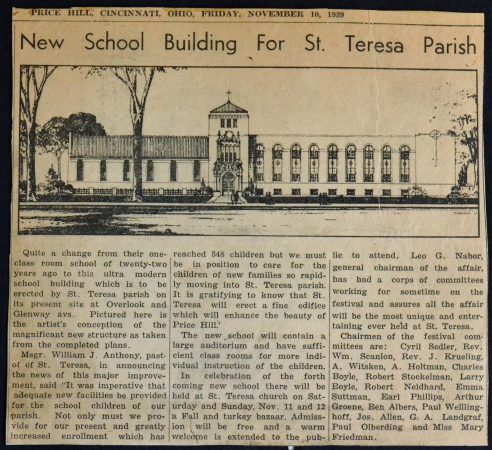 PRICE HILL, CINCINNATI, OHIO, FRIDAY, NOVEMBER 10, 1939
New School Building For St. Teresa Parish
Quite a change from their one-
class room school of twenty-two
years ago to this ultra modern
school building which is to be
erected by St. Teresa parish on
its present site at Overlook and
Glenway avs. Pictured here is
the artist's conception of the
magnificent new structure as taken
from the completed plans.
Msgr. William J. Anthony, past-
of of St. Teresa, in announcing
the news of this major improve-
ment, said "It was imperative that
adequate new facilities be provided
for the school children of our
parish. Not only must we pro-
vide for our present and greatly
increased enrollment which has
reached 548 children but we must
be in position to care for the
children of new families so rapid-
ly moving into St. Teresa parish.
It is gratifying to know that St.
Teresa will erect a fine edifice
which will enhance the beauty of
Price Hill.'
The new school will contain a
large auditorium and have suffi-
cient class rooms for more indi-
vidual instruction of the children.
In celebration of the forth
coming new school there will be
held at St. Teresa church on Sat-
urday and Sunday, Nov. 11 and 12
a Fall and turkey bazaar. Admis-
sion will be free and a warm
welcome is extended to the pub-
lic to attend. Leo G. Nabor,
general chairman of the affair,
has had a corps of committees
working for sometime on the
festival and assures all the affair
will be the most unique and enter-
taining ever held at St. Teresa.
Chairmen of the festival com-
mittees are: Cyril Sedler, Rev.
Wm. Scanlon, Rev. J. Krueling,
A. Witsken, A. Holtman, Charles
Boyle, Robert Stockelman, Larry
Boyle, Robert Neidhard, Emma
Suttman, Earl Phillips, Arthur
Groene, Ben Albers, Paul Welling-
hoff, Jos. Allen, G. A. Landgraf,
Paul Olberding and Miss Mary
Friedman.